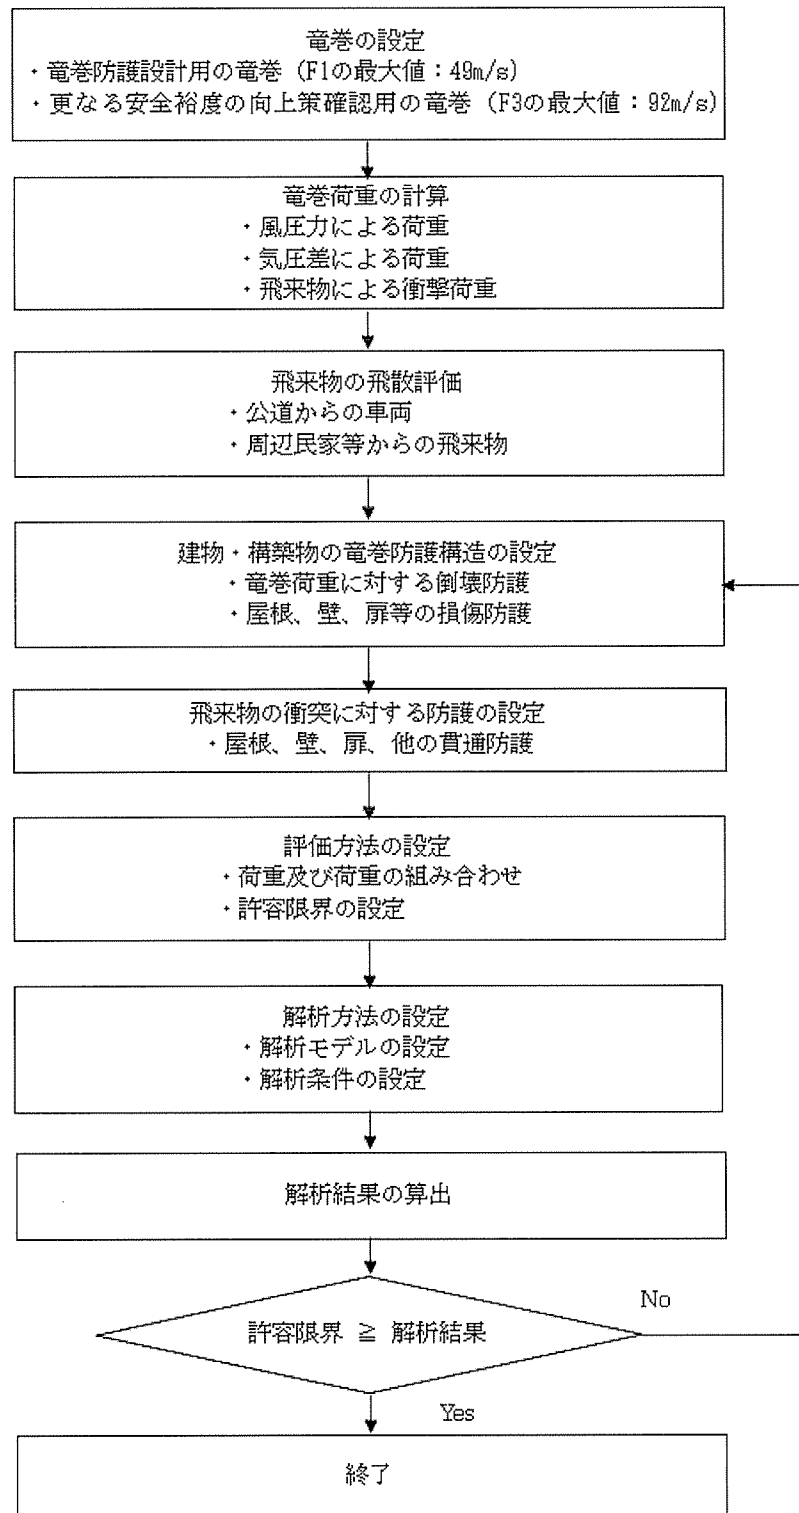 竜巻の設定
・竜巻防護設計用の竜巻（F1の最大値：49m/s）
・更なる安全裕度の向上策確認用の竜巻（F3の最大値：92m/s）
竜巻荷重の計算
・風圧力による荷重
・気圧差による荷重
・飛来物による衝撃荷重
飛来物の飛散評価
・公道からの車両
・周辺民家等からの飛来物
建物・構築物の竜巻防護構造の設定
・竜巻荷重に対する倒壊防護
・屋根、壁、扉等の損傷防護
飛来物の衝突に対する防護の設定
・屋根、壁、扉、他の貫通防護
評価方法の設定
・荷重及び荷重の組み合わせ
・許容限界の設定
解析方法の設定
・解析モデルの設定
・解析条件の設定
解析結果の算出
許容限界 ≧ 解析結果
No
Yes
終了